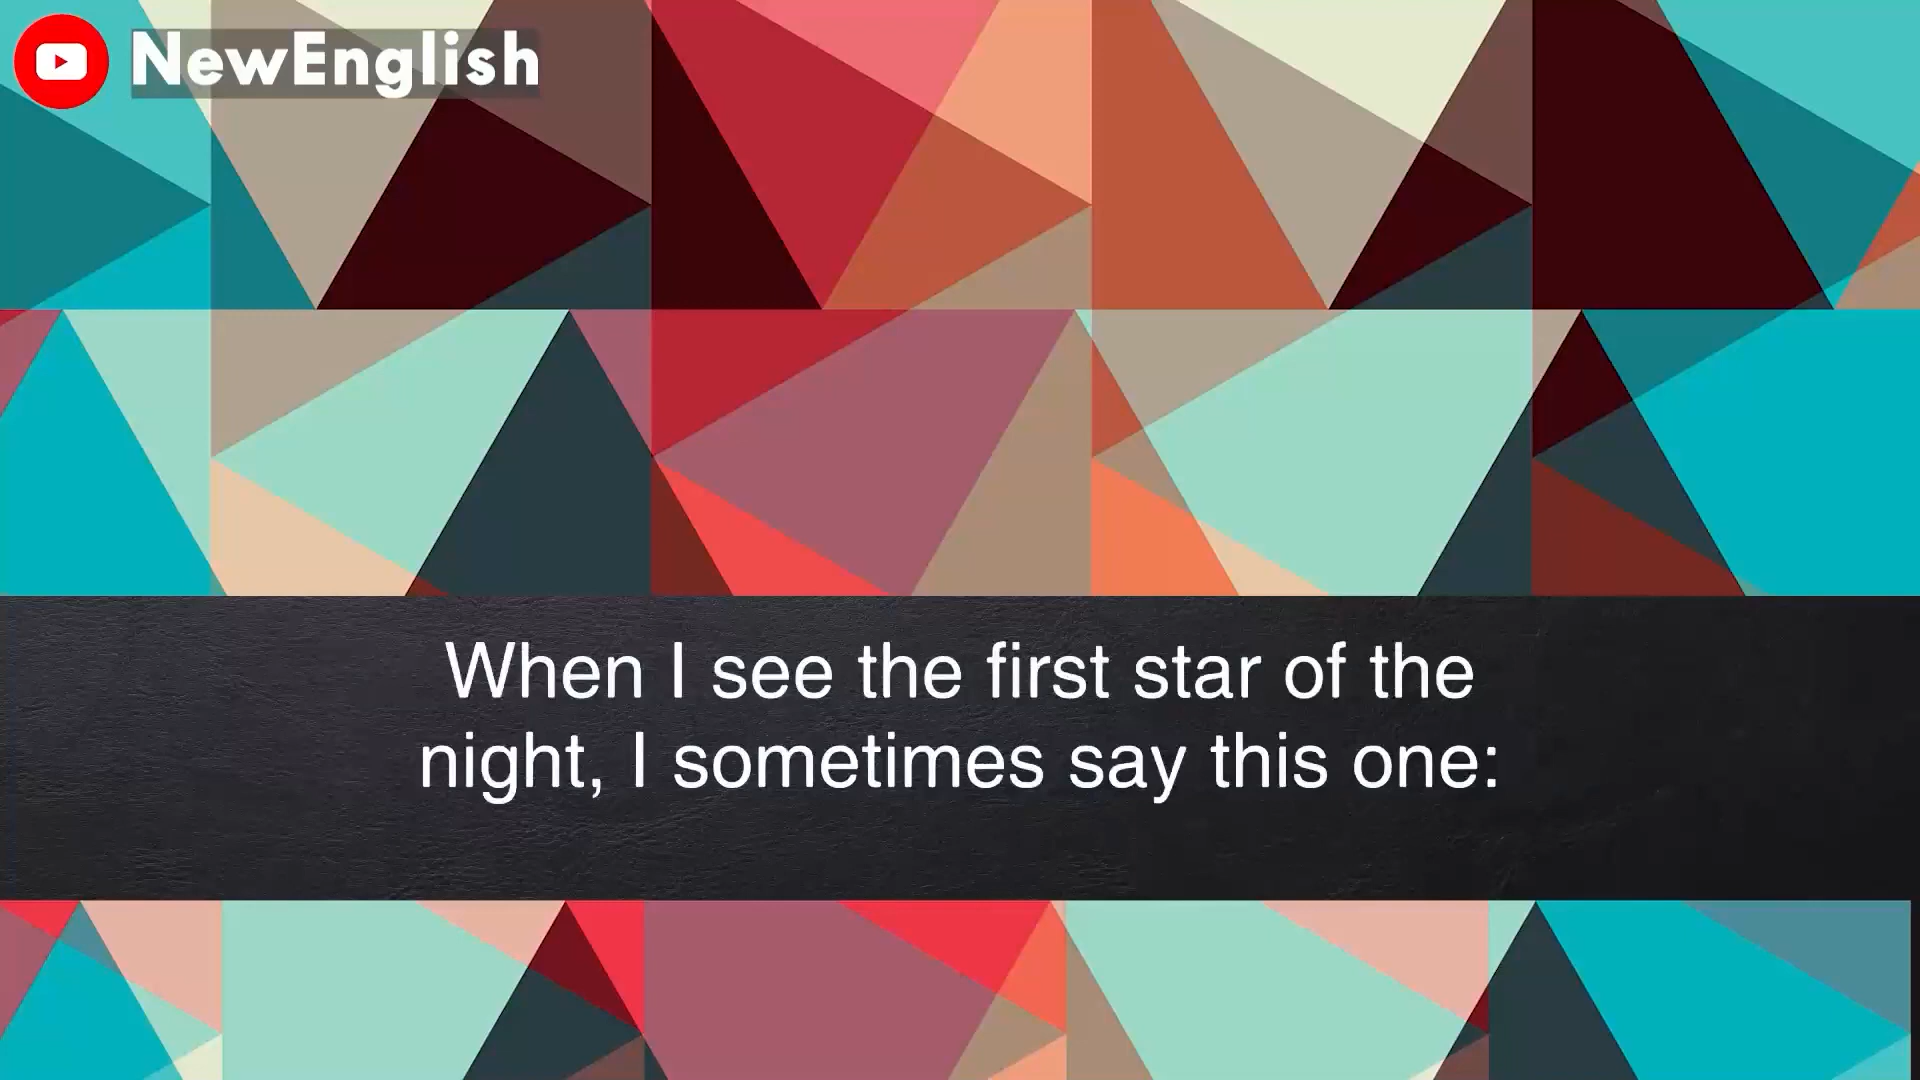 NewEnglish
When I see the first star of the
night, I sometimes say this one: